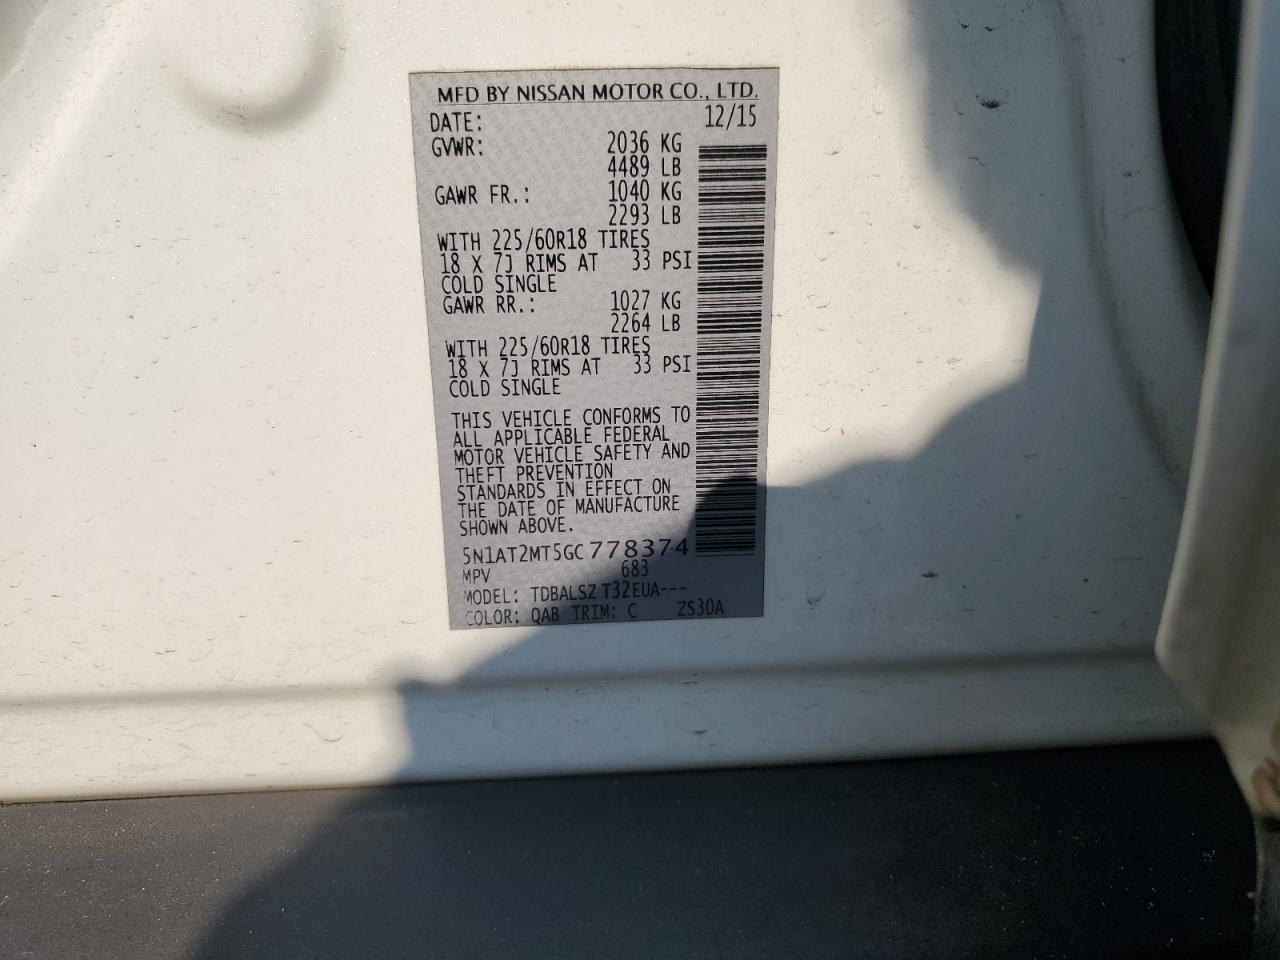 MFD BY NISSAN MOTOR CO., LTD.
DATE: 12/15
GVWR: 2036 KG
4489 LB
GAWR FR.: 1040 KG
2293 LB
WITH 225/60R18 TIRES
18 X 7J RIMS AT 33 PSI
COLD SINGLE
GAWR RR.: 1027 KG
2264 LB
WITH 225/60R18 TIRES
18 X 7J RIMS AT 33 PSI
COLD SINGLE
THIS VEHICLE CONFORMS TO
ALL APPLICABLE FEDERAL
MOTOR VEHICLE SAFETY AND
THEFT PREVENTION
STANDARDS IN EFFECT ON
THE DATE OF MANUFACTURE
SHOWN ABOVE.
5N1AT2MT5GC778374
MPV 683
MODEL: TDBALSZ T32EUA---
COLOR: QAB TRIM: C ZS30A